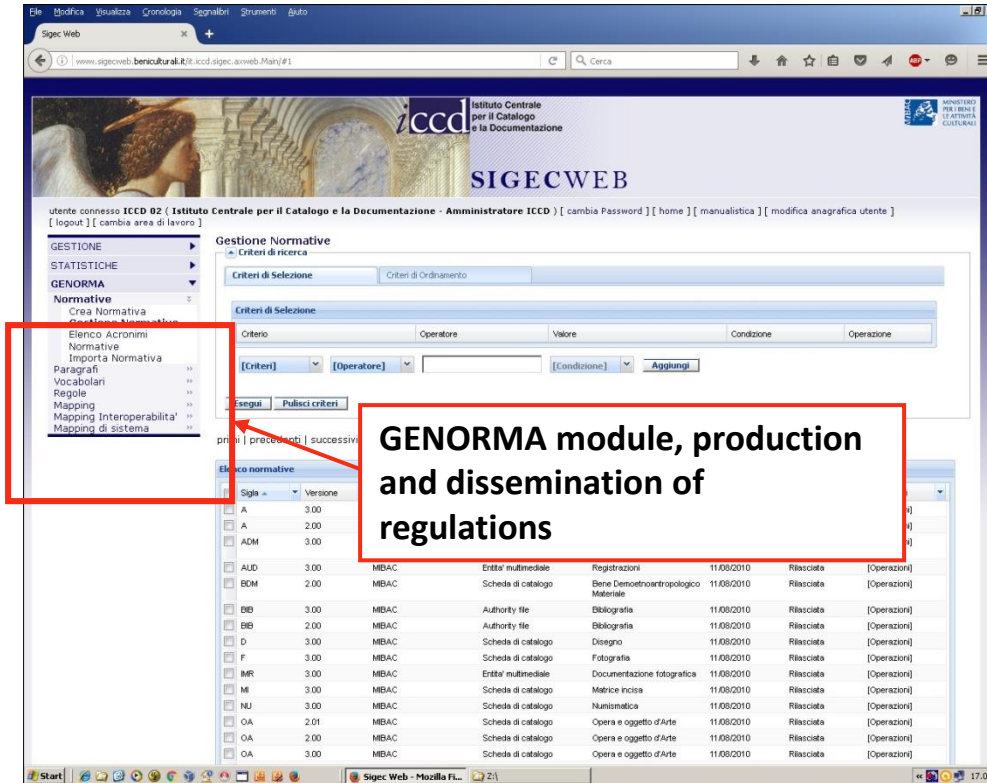 File Modifica Visualizza Cronologia Segnalibri Strumenti Aiuto
Sigec Web
www.sigecweb.beniculturali.it/it.iccd.sigec.axweb.Main/#1
Cerca
ABP
iccd
Istituto Centrale
per il Catalogo
e la Documentazione
MiBAC
MINISTERO
PER I BENI E
LE ATTIVITÀ
CULTURALI
SIGECWEB
utente connesso ICCD 02 ( Istituto Centrale per il Catalogo e la Documentazione - Amministratore ICCD ) [ cambia Password ] [ home ] [ manualistica ] [ modifica anagrafica utente ]
[ logout ] [ cambia area di lavoro ]
GESTIONE
STATISTICHE
GENORMA
Normative
Crea Normativa
Gestione Normative
Elenco Acronimi
Normative
Importa Normativa
Paragrafi
Vocabolari
Regole
Mapping
Mapping Interoperabilita'
Mapping di sistema
Gestione Normative
Criteri di ricerca
Criteri di Selezione Criteri di Ordinamento
Criteri di Selezione
Criterio Operatore Valore Condizione Operazione
[Criteri] [Operatore] [Condizione] Aggiungi
Esegui Pulisci criteri
primi | precedenti | successivi
GENORMA module, production
and dissemination of
regulations
Elenco normative
Sigla Versione
A 3.00
A 2.00
ADM 3.00
AUD 3.00 MIBAC Entita' multimediale Registrazioni 11/08/2010 Rilasciata [Operazioni]
BDM 2.00 MIBAC Scheda di catalogo Bene Demoetnoantropologico Materiale 11/08/2010 Rilasciata [Operazioni]
BIB 3.00 MIBAC Authority file Bibliografia 11/08/2010 Rilasciata [Operazioni]
BIB 2.00 MIBAC Authority file Bibliografia 11/08/2010 Rilasciata [Operazioni]
D 3.00 MIBAC Scheda di catalogo Disegno 11/08/2010 Rilasciata [Operazioni]
F 3.00 MIBAC Scheda di catalogo Fotografia 11/08/2010 Rilasciata [Operazioni]
IMR 3.00 MIBAC Entita' multimediale Documentazione fotografica 11/08/2010 Rilasciata [Operazioni]
MI 3.00 MIBAC Scheda di catalogo Matrice incisa 11/08/2010 Rilasciata [Operazioni]
NU 3.00 MIBAC Scheda di catalogo Numismatica 11/08/2010 Rilasciata [Operazioni]
OA 2.01 MIBAC Scheda di catalogo Opera e oggetto d'Arte 11/08/2010 Rilasciata [Operazioni]
OA 2.00 MIBAC Scheda di catalogo Opera e oggetto d'Arte 11/08/2010 Rilasciata [Operazioni]
OA 3.00 MIBAC Scheda di catalogo Opera e oggetto d'Arte 11/08/2010 Rilasciata [Operazioni]
Start Sigec Web - Mozilla Fi... Z:\